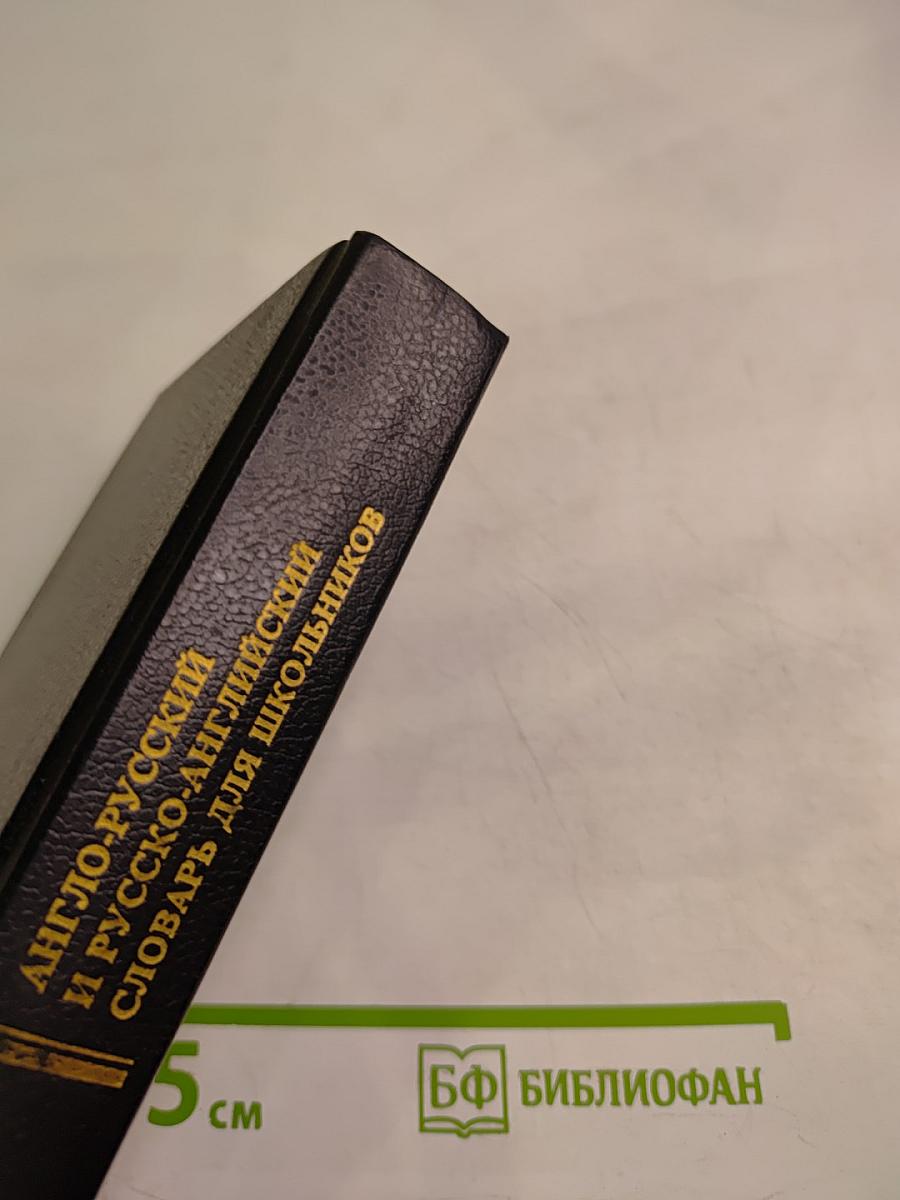 АНГЛО-РУССКИЙ
И РУССКО-АНГЛИЙСКИЙ
СЛОВАРЬ ДЛЯ ШКОЛЬНИКОВ
5 см
БФ БИБЛИОФАН